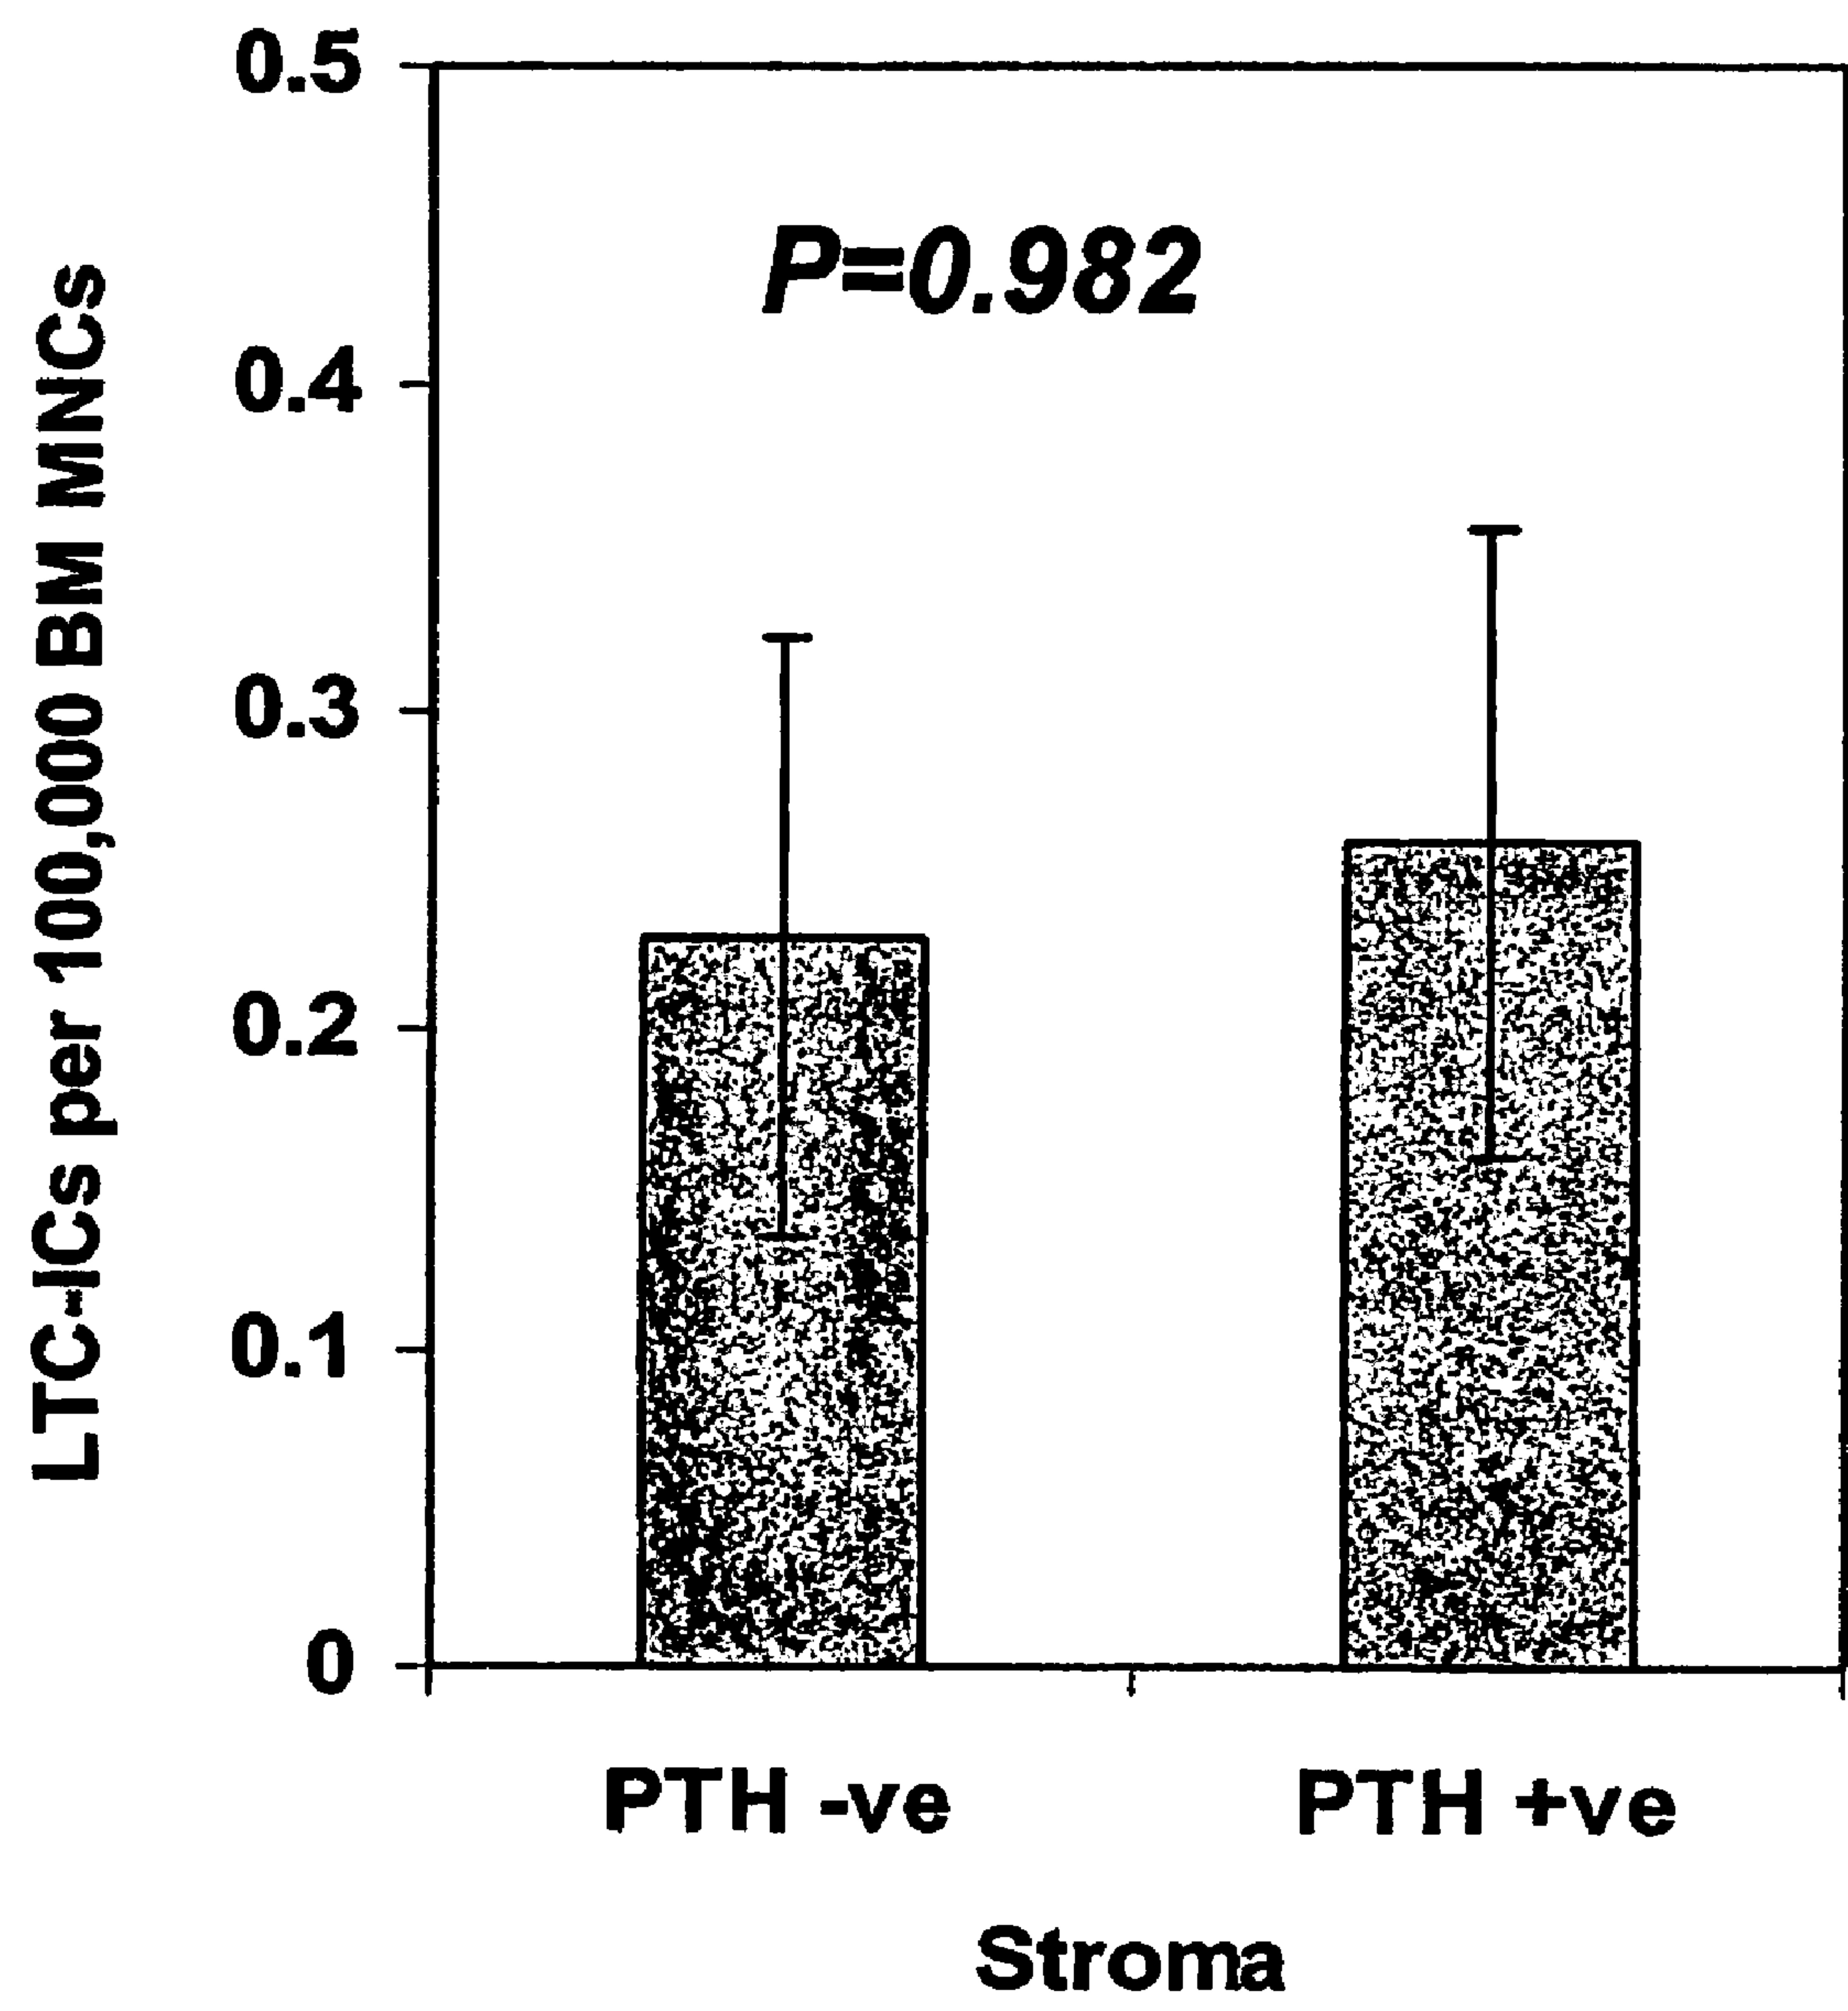 LTC-ICs per 100,000 BM MNCs
0.5
0.4
0.3
0.2
0.1
0
P=0.982
PTH -ve
PTH +ve
Stroma